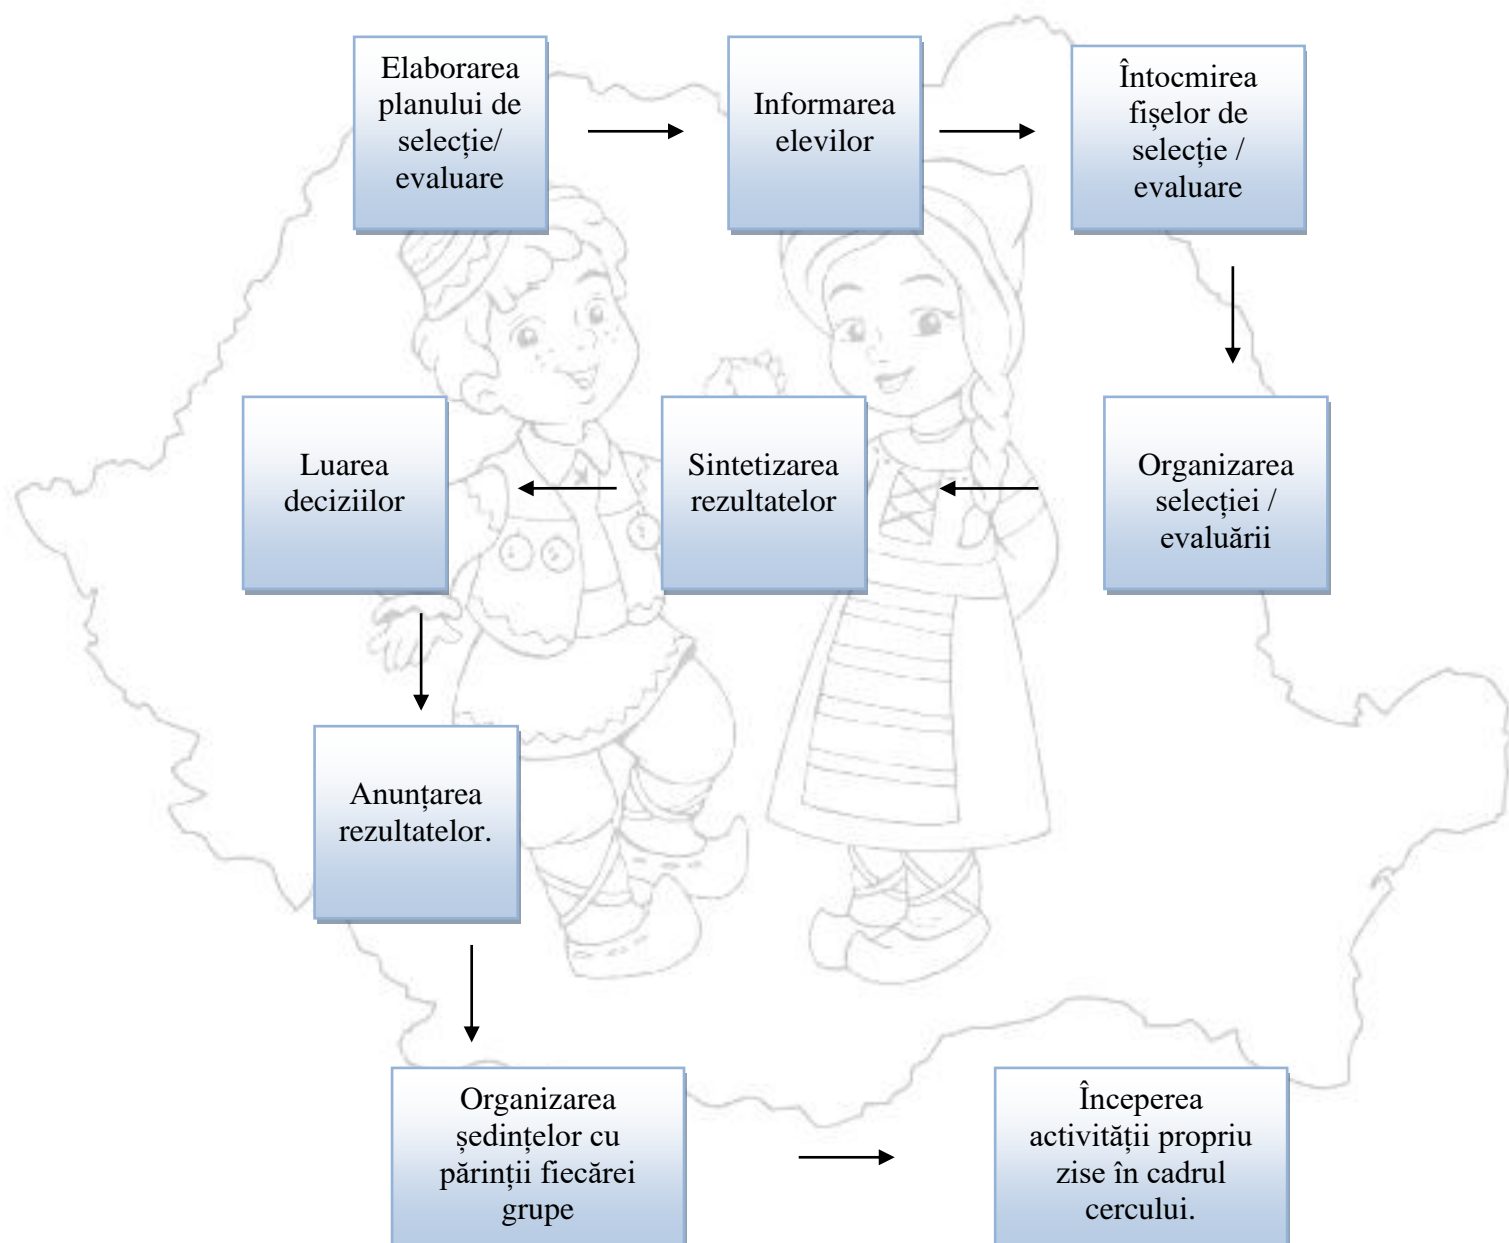 Elaborarea
planului de
selecție/
evaluare
Informarea
elevilor
Întocmirea
fișelor de
selecție /
evaluare
Organizarea
selecției /
evaluării
Sintetizarea
rezultatelor
Luarea
deciziilor
Anunțarea
rezultatelor.
Organizarea
ședințelor cu
părinții fiecărei
grupe
Începerea
activității propriu
zise în cadrul
cercului.